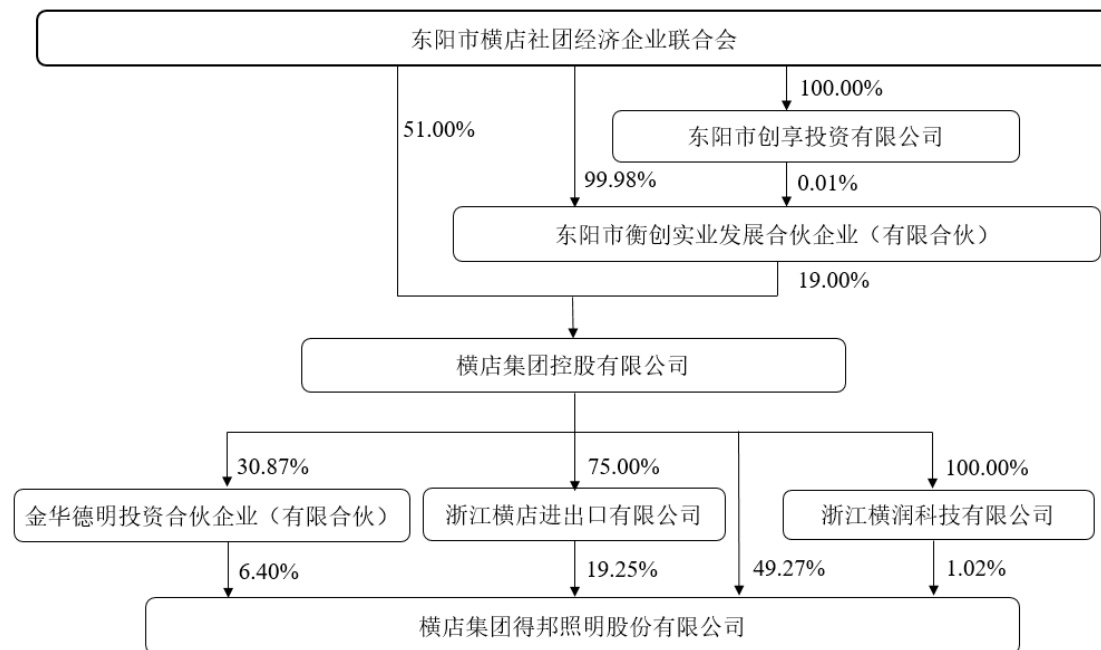 东阳市横店社团经济企业联合会
100.00%
51.00%
东阳市创享投资有限公司
99.98%
0.01%
东阳市衡创实业发展合伙企业（有限合伙）
19.00%
横店集团控股有限公司
30.87%
75.00%
100.00%
金华德明投资合伙企业（有限合伙）
浙江横店进出口有限公司
浙江横润科技有限公司
6.40%
19.25%
49.27%
1.02%
横店集团得邦照明股份有限公司